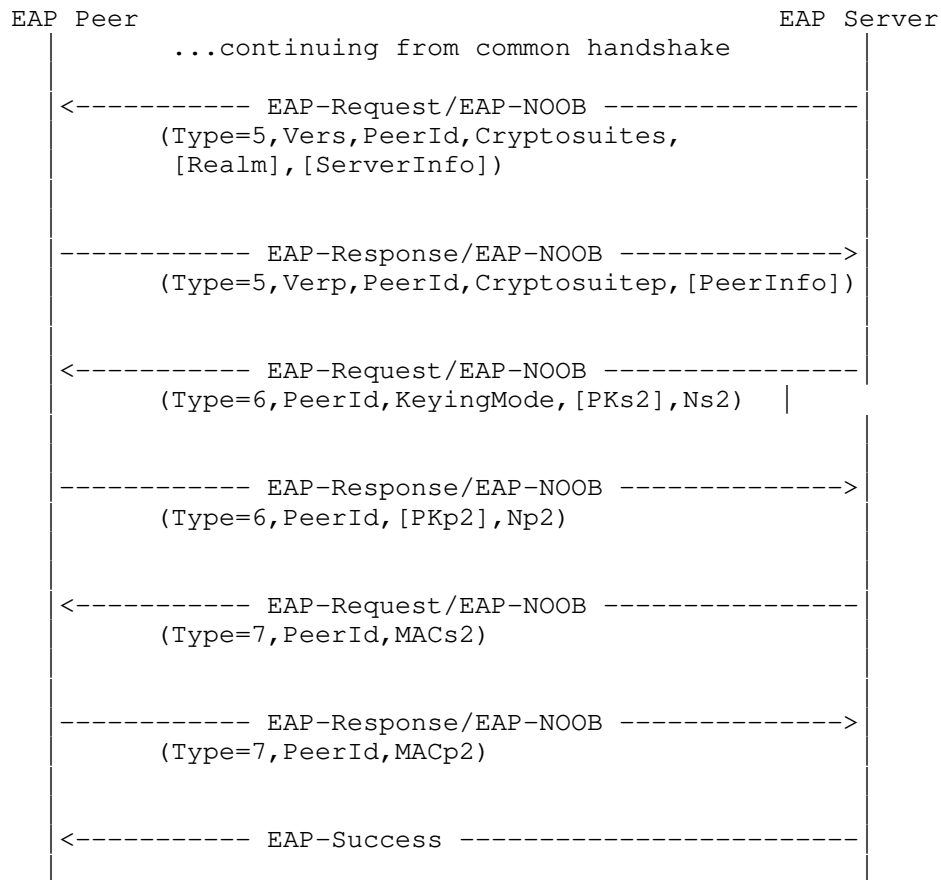 EAP Peer EAP Server
...continuing from common handshake
<----------- EAP-Request/EAP-NOOB ----------------|
(Type=5,Vers,PeerId,Cryptosuites,
[Realm],[ServerInfo])
|------------ EAP-Response/EAP-NOOB -------------->|
(Type=5,Verp,PeerId,Cryptosuitep,[PeerInfo])
<----------- EAP-Request/EAP-NOOB ----------------|
(Type=6,PeerId,KeyingMode,[PKs2],Ns2) |
|------------ EAP-Response/EAP-NOOB -------------->|
(Type=6,PeerId,[PKp2],Np2)
<----------- EAP-Request/EAP-NOOB ----------------|
(Type=7,PeerId,MACs2)
|------------ EAP-Response/EAP-NOOB -------------->|
(Type=7,PeerId,MACp2)
<----------- EAP-Success -------------------------|